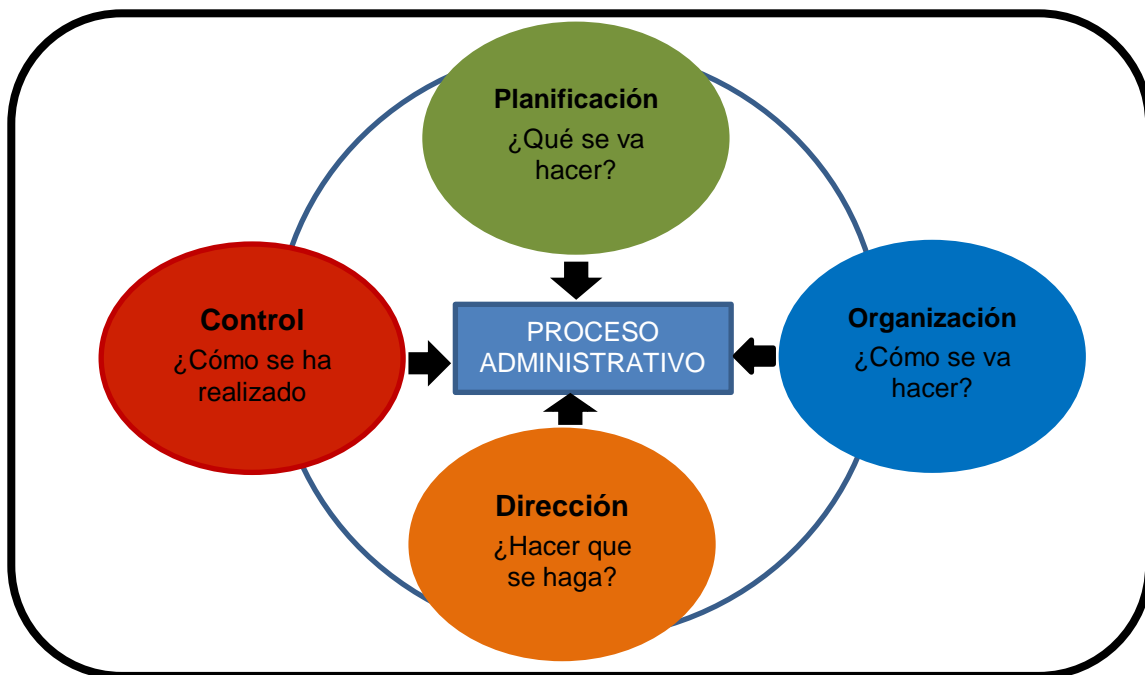 Planificación
¿Qué se va
hacer?
Control
¿Cómo se ha
realizado
PROCESO
ADMINISTRATIVO
Organización
¿Cómo se va
hacer?
Dirección
¿Hacer que
se haga?